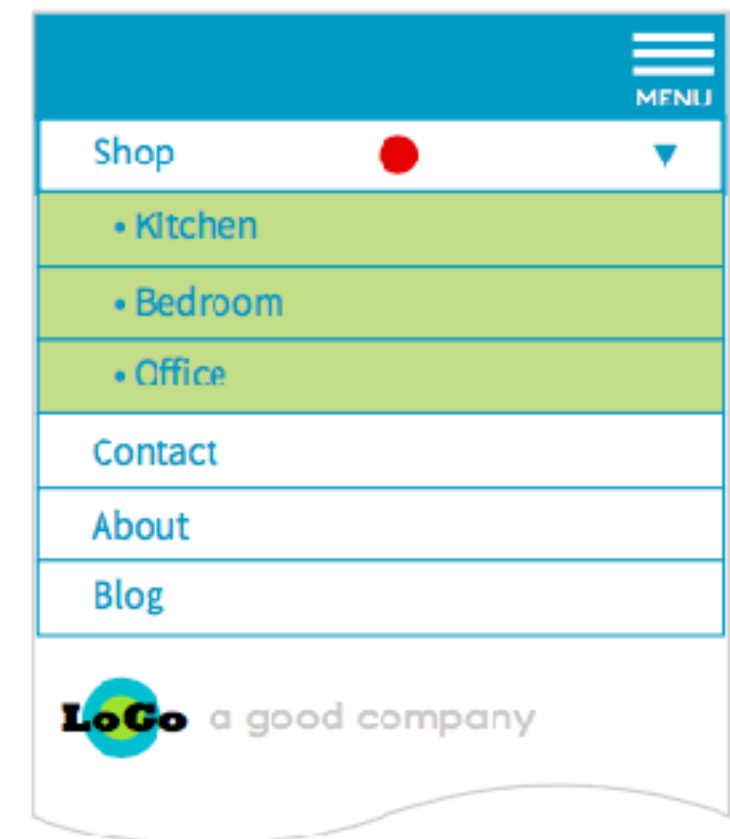 MENU
Shop
• Kitchen
• Bedroom
• Office
Contact
About
Blog
LoGo a good company